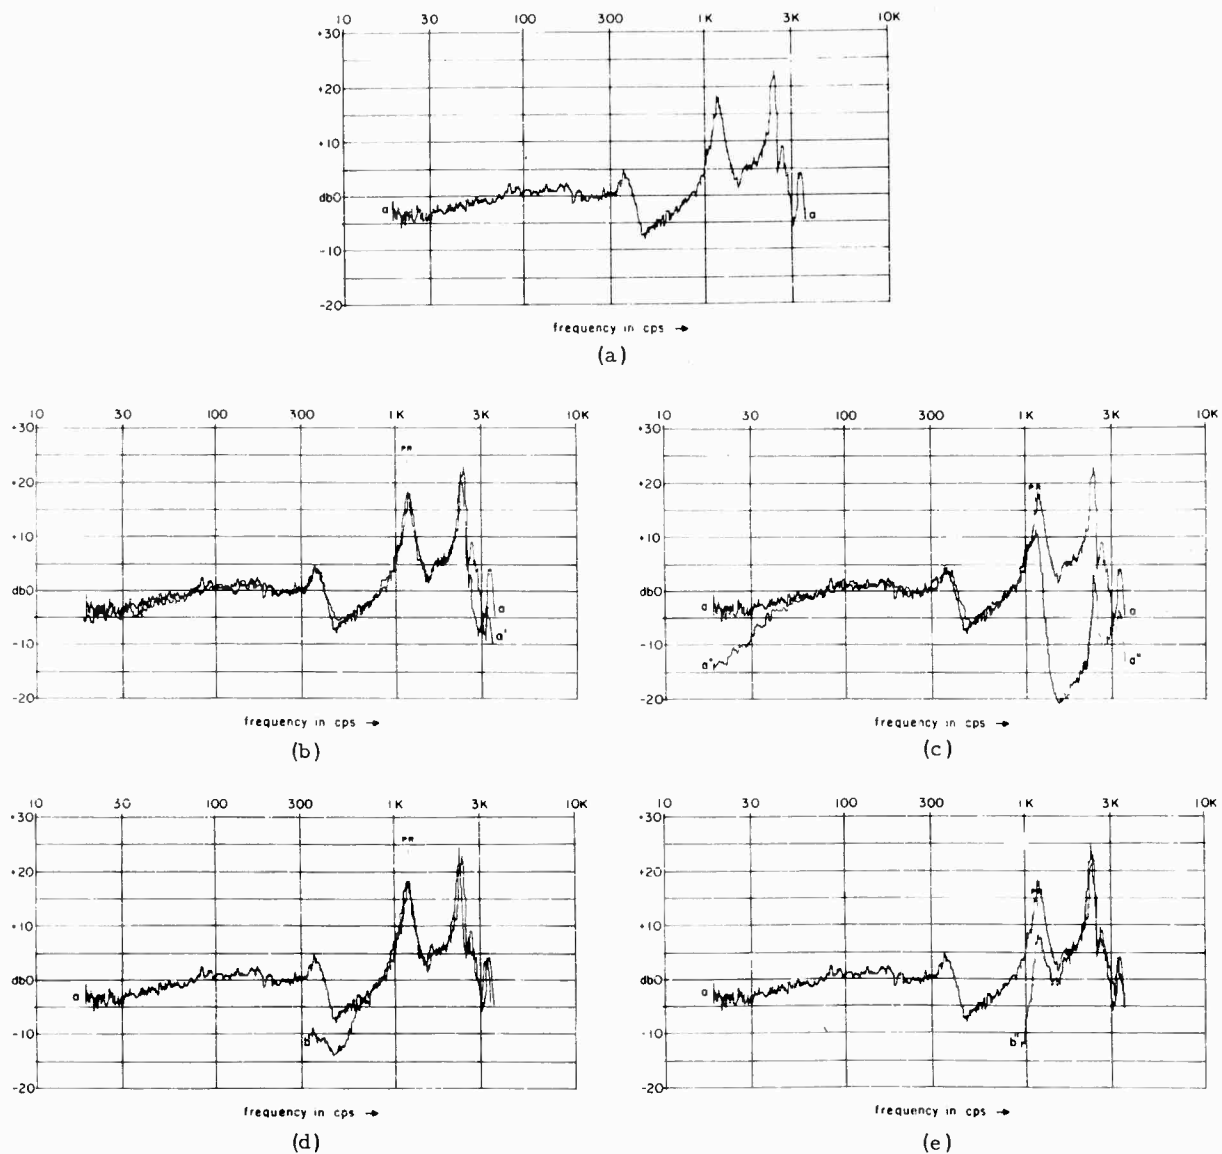 10 30 100 300 1K 3K 10K
+30
+20
+10
db0
-10
-20
a a
frequency in cps →
(a)
10 30 100 300 1K 3K 10K
+30
+20
+10
db0
-10
-20
PR
a
a'
frequency in cps →
(b)
10 30 100 300 1K 3K 10K
+30
+20
+10
db0
-10
-20
PR
a a
a" a"
frequency in cps →
(c)
10 30 100 300 1K 3K 10K
+30
+20
+10
db0
-10
-20
PR
a
b'
frequency in cps →
(d)
10 30 100 300 1K 3K 10K
+30
+20
+10
db0
-10
-20
PR
a
b"
frequency in cps →
(e)